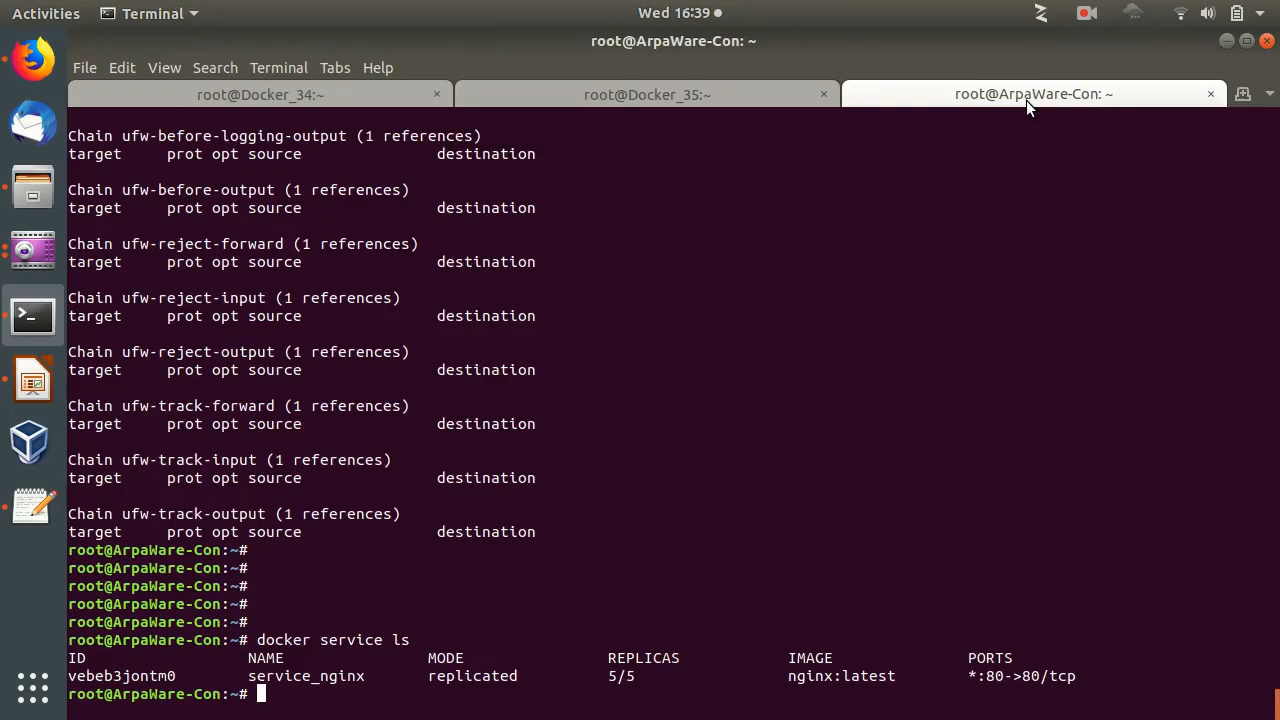 Activities Terminal Wed 16:39
root@ArpaWare-Con: ~
File Edit View Search Terminal Tabs Help
root@Docker_34:~ × root@Docker_35:~ × root@ArpaWare-Con: ~ ×
Chain ufw-before-logging-output (1 references)
target prot opt source destination
Chain ufw-before-output (1 references)
target prot opt source destination
Chain ufw-reject-forward (1 references)
target prot opt source destination
Chain ufw-reject-input (1 references)
target prot opt source destination
Chain ufw-reject-output (1 references)
target prot opt source destination
Chain ufw-track-forward (1 references)
target prot opt source destination
Chain ufw-track-input (1 references)
target prot opt source destination
Chain ufw-track-output (1 references)
target prot opt source destination
root@ArpaWare-Con:~#
root@ArpaWare-Con:~#
root@ArpaWare-Con:~#
root@ArpaWare-Con:~#
root@ArpaWare-Con:~#
root@ArpaWare-Con:~# docker service ls
ID NAME MODE REPLICAS IMAGE PORTS
vebeb3jontm0 service_nginx replicated 5/5 nginx:latest *:80->80/tcp
root@ArpaWare-Con:~#